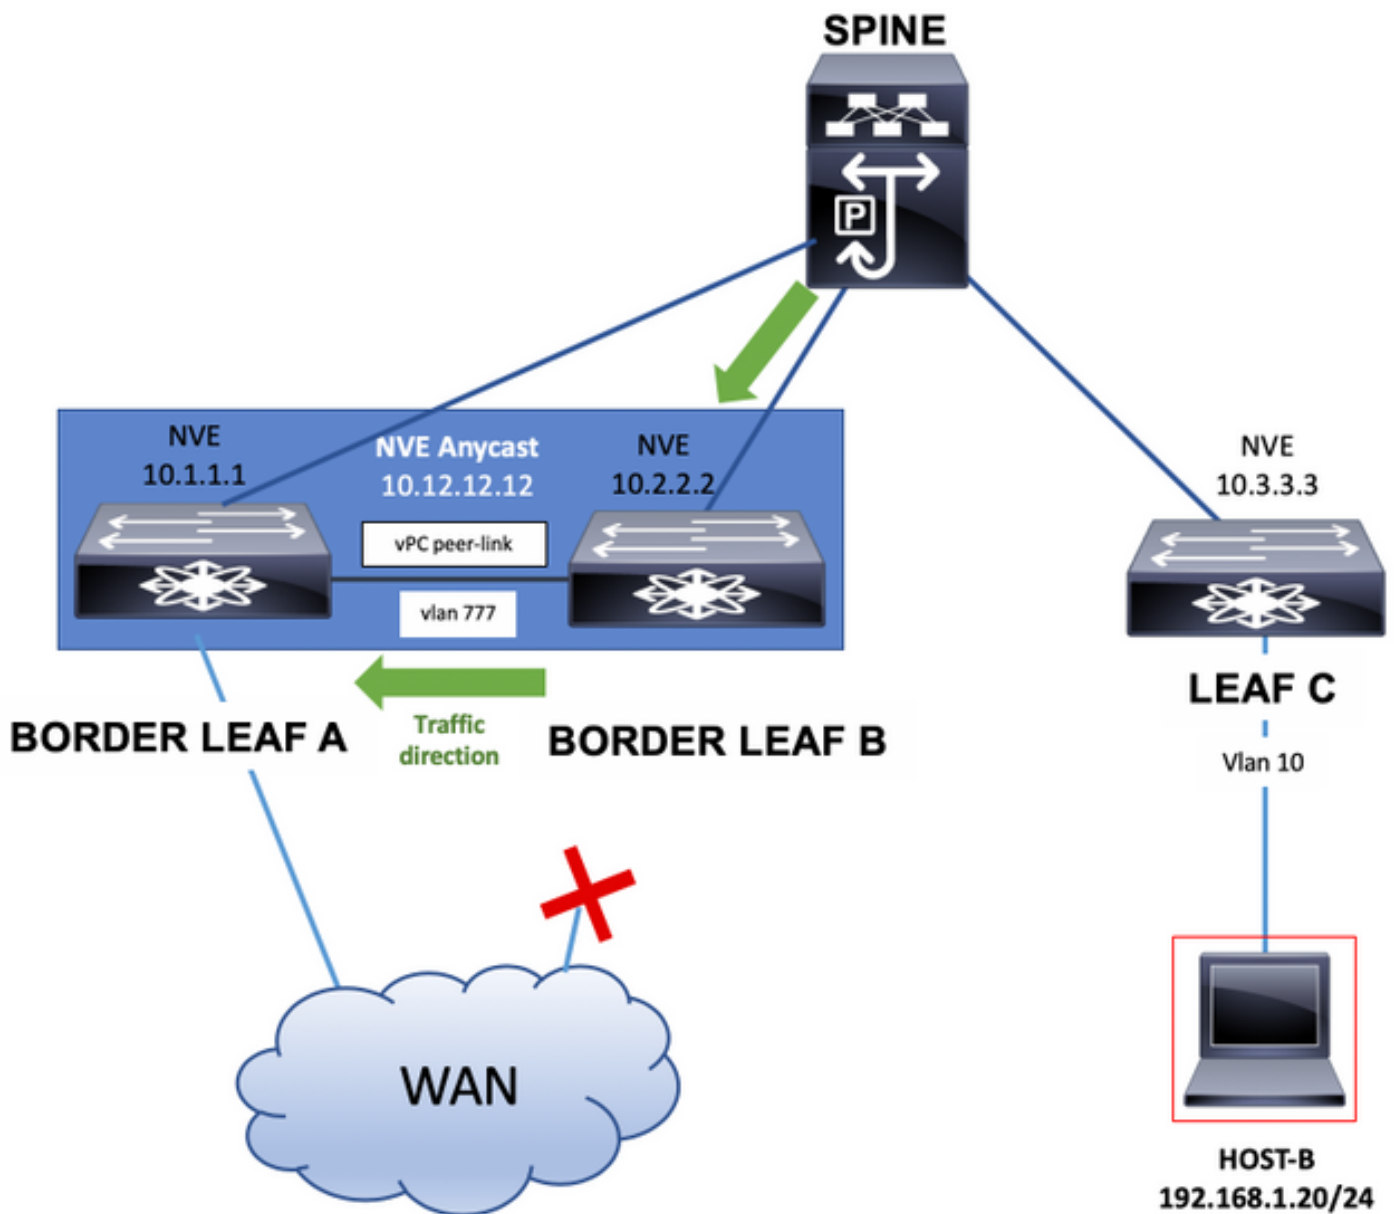 SPINE
P
NVE
10.1.1.1
NVE Anycast
10.12.12.12
NVE
10.2.2.2
NVE
10.3.3.3
vPC peer-link
vlan 777
BORDER LEAF A
Traffic
direction
BORDER LEAF B
LEAF C
Vlan 10
WAN
HOST-B
192.168.1.20/24